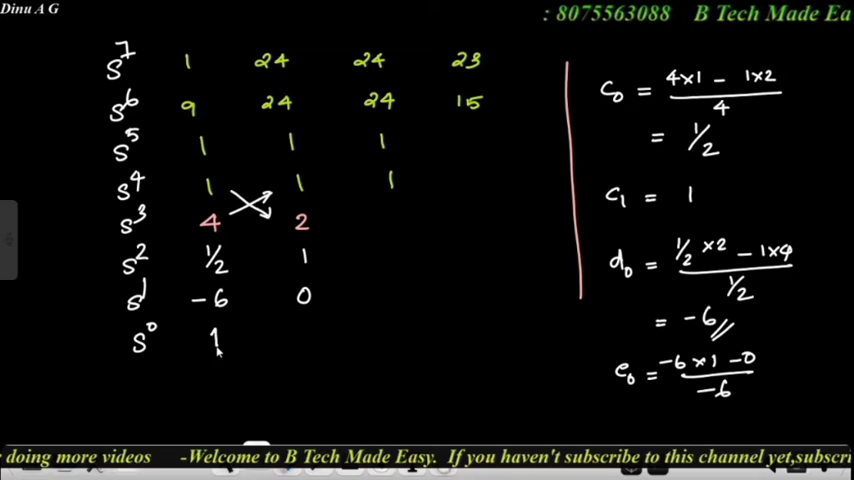 Dinu A G
: 8075563088 B Tech Made Ea
S⁷ 1 24 24 23
S⁶ 9 24 24 15
S⁵ 1 1 1
S⁴ 1 1 1
S³ 4 2
S² 1/2 1
S¹ -6 0
S⁰ 1
C₀ = (4×1 - 1×2)/4
= 1/2
C₁ = 1
d₀ = (1/2 ×2 - 1×4)/(1/2)
= -6//
e₀ = (-6×1 -0)/-6
r doing more videos -Welcome to B Tech Made Easy. If you haven't subscribe to this channel yet,subscri